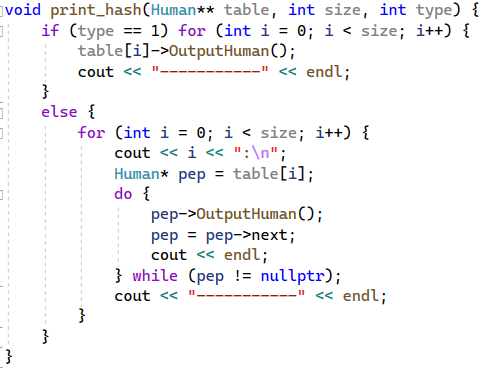 void print_hash(Human** table, int size, int type) {
    if (type == 1) for (int i = 0; i < size; i++) {
        table[i]->OutputHuman();
        cout << "-----------" << endl;
    }
    else {
        for (int i = 0; i < size; i++) {
            cout << i << ":\n";
            Human* pep = table[i];
            do {
                pep->OutputHuman();
                pep = pep->next;
                cout << endl;
            } while (pep != nullptr);
            cout << "-----------" << endl;
        }
    }
}